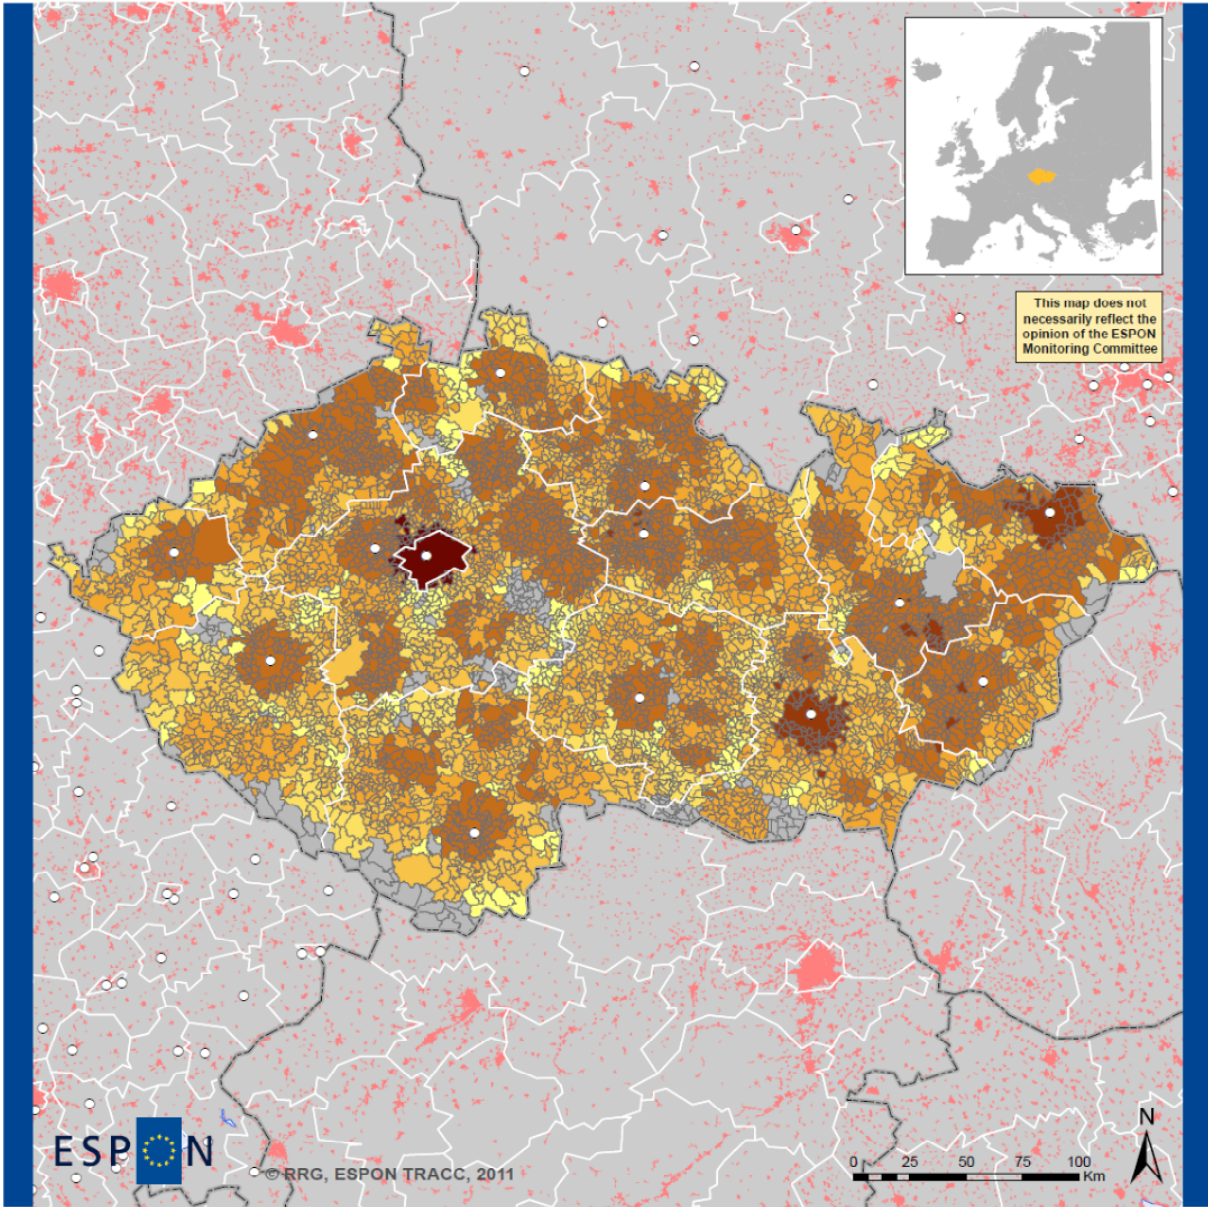 This map does not
necessarily reflect the
opinion of the ESPON
Monitoring Committee
N
0 25 50 75 100
Km
ESPON
© RRG, ESPON TRACC, 2011